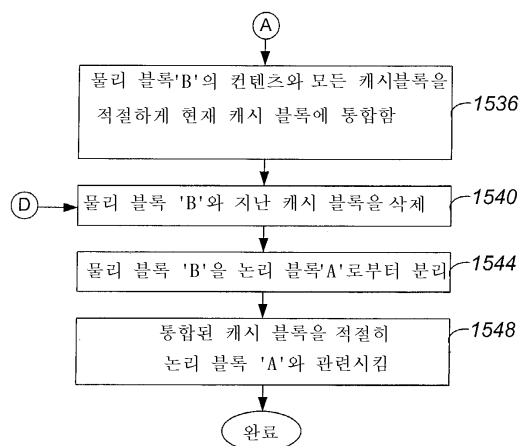 A
물리 블록'B'의 컨텐츠와 모든 캐시블록을
적절하게 현재 캐시 블록에 통합함
1536
D
물리 블록 'B'와 지난 캐시 블록을 삭제
1540
물리 블록 'B'을 논리 블록'A'로부터 분리
1544
통합된 캐시 블록을 적절히
논리 블록 'A'와 관련시킴
1548
완료